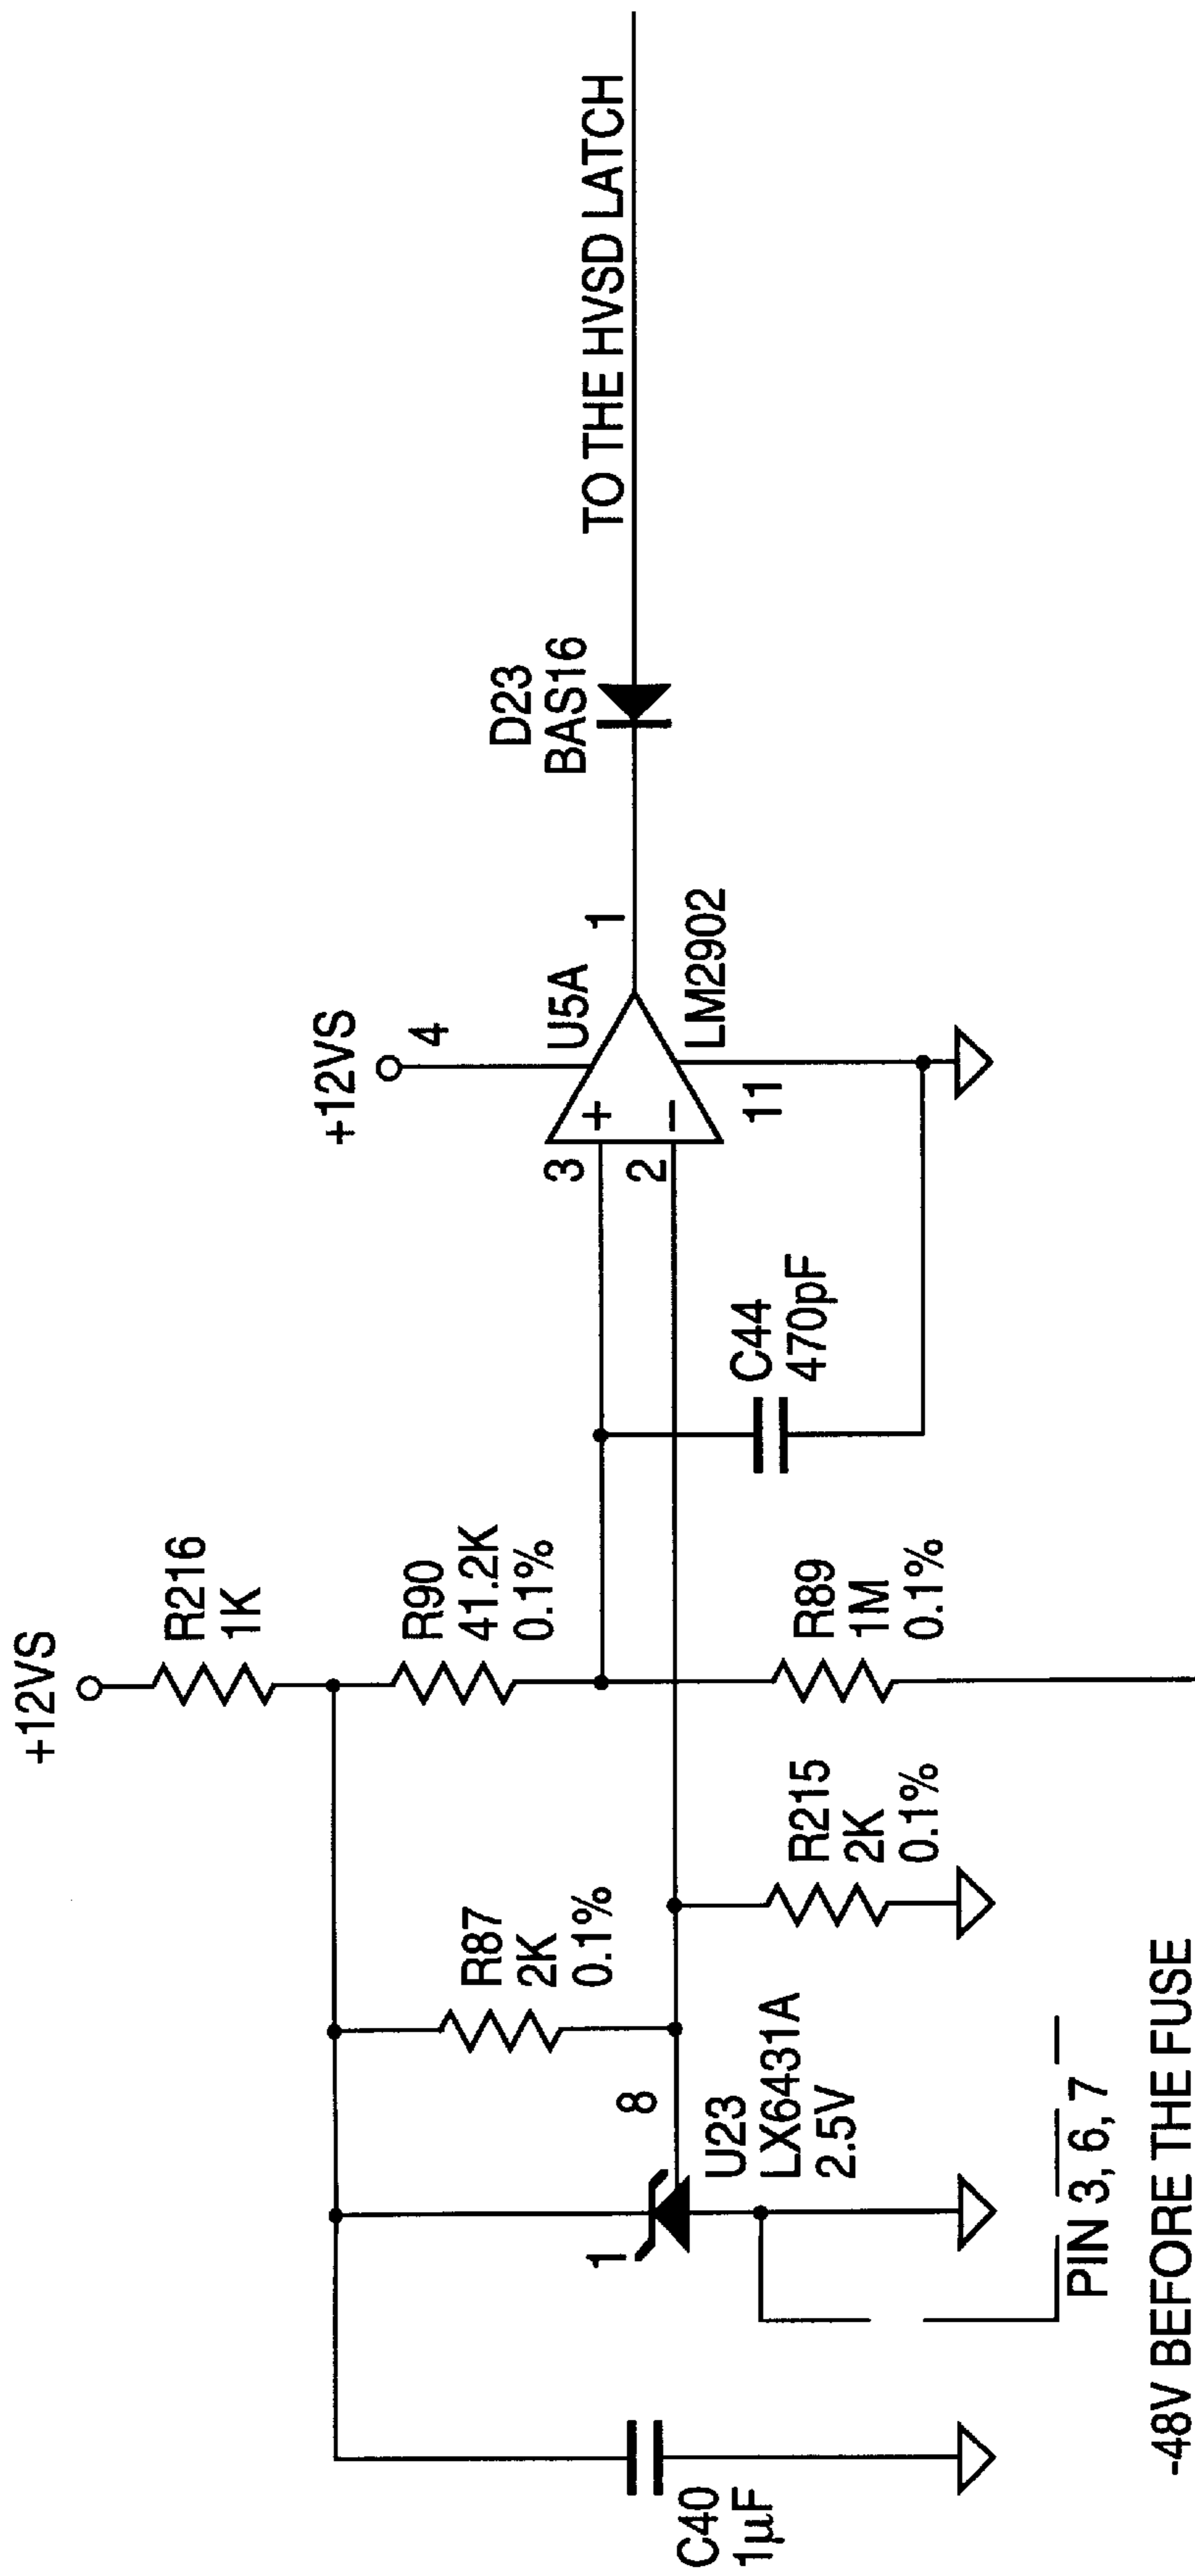 +12VS
R216
1K
R90
41.2K
0.1%
R89
1M
0.1%
R87
2K
0.1%
R215
2K
0.1%
1
8
U23
LX6431A
2.5V
PIN 3, 6, 7
C40
1µF
-48V BEFORE THE FUSE
C44
470pF
+12VS
4
3
2
+
−
U5A
1
LM2902
11
D23
BAS16
TO THE HVSD LATCH